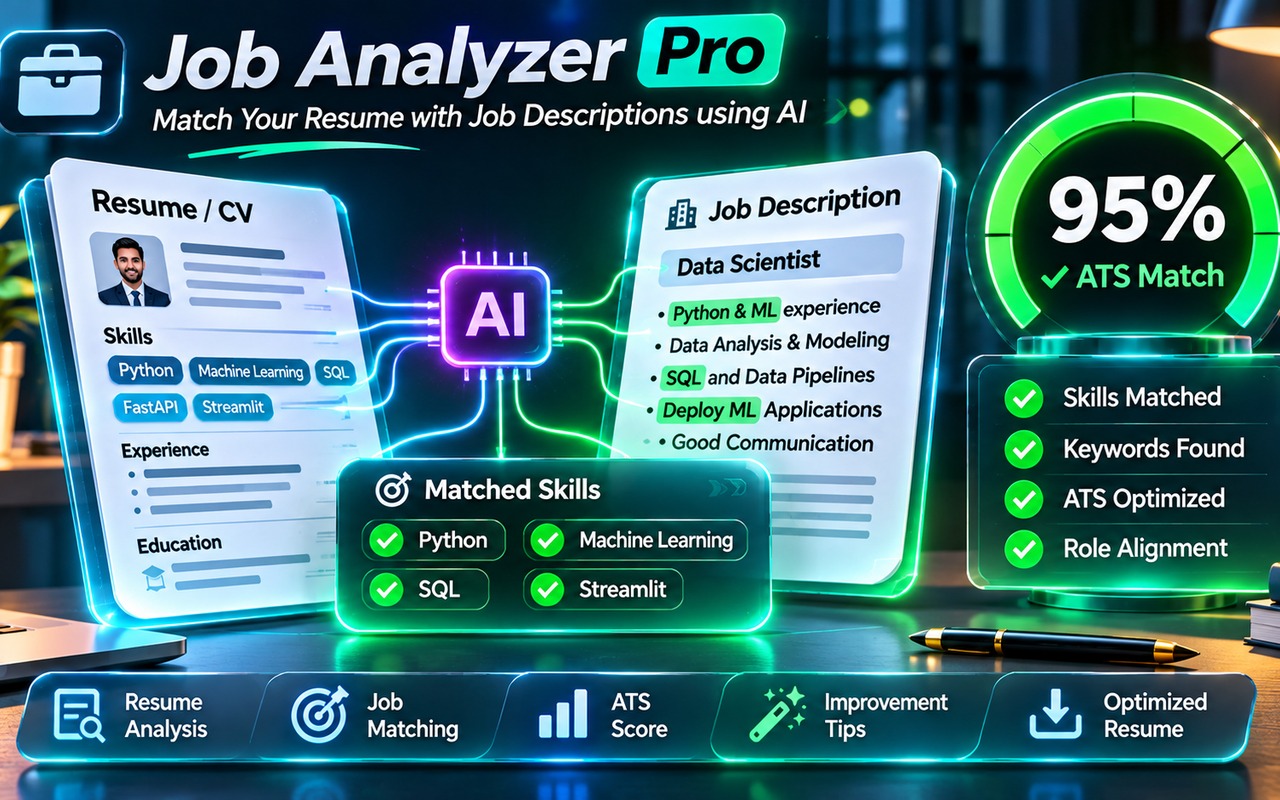 Job Analyzer Pro
Match Your Resume with Job Descriptions using AI
Resume / CV
Skills
Python
Machine Learning
SQL
FastAPI
Streamlit
Experience
Education
AI
Job Description
Data Scientist
• Python & ML experience
• Data Analysis & Modeling
• SQL and Data Pipelines
• Deploy ML Applications
• Good Communication
Matched Skills
Python
Machine Learning
SQL
Streamlit
95%
ATS Match
Skills Matched
Keywords Found
ATS Optimized
Role Alignment
Resume
Analysis
Job
Matching
ATS
Score
Improvement
Tips
Optimized
Resume